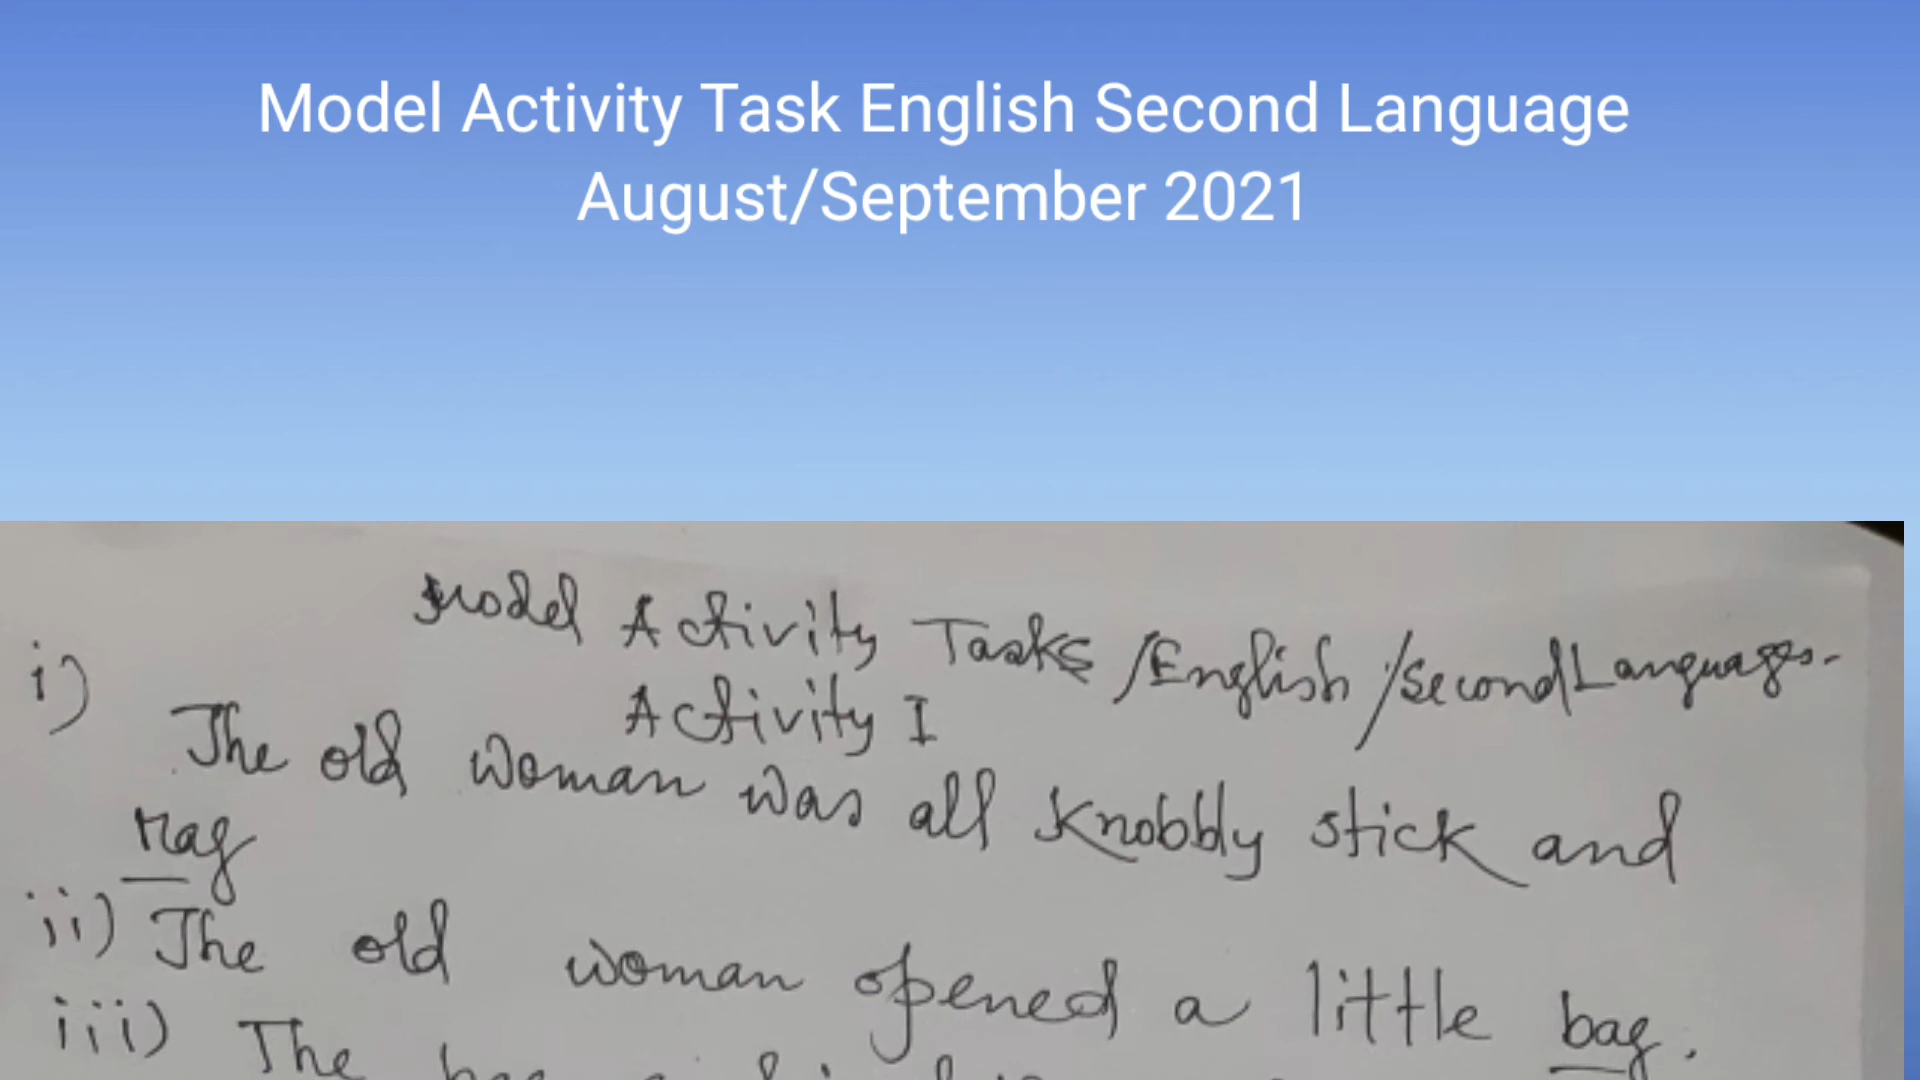 Model Activity Task English Second Language
August/September 2021
Model Activity Tasks /English /Second Language.
Activity I
i)
The old woman was all knobbly stick and
rag
ii) The old woman opened a little bag.
iii) The